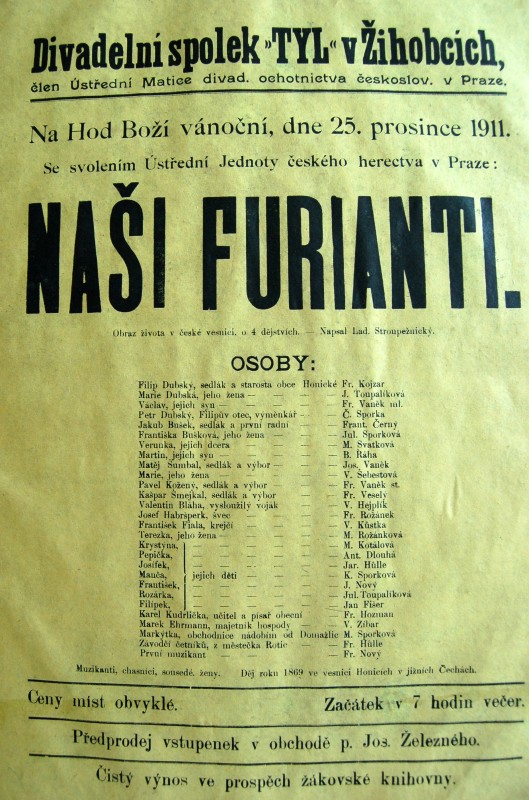 Divadelní spolek »TYL« v Žihobcích,
člen Ústřední Matice divad. ochotnictva českoslov. v Praze.
Na Hod Boží vánoční, dne 25. prosince 1911.
Se svolením Ústřední Jednoty českého herectva v Praze:
NAŠI FURIANTI.
Obraz života v české vesnici, o 4 dějstvích. — Napsal Lad. Stroupežnický.
OSOBY:
Filip Dubský, sedlák a starosta obce Honické Fr. Kojzar
Marie Dubská, jeho žena — — — — J. Toupalíková
Václav, jejich syn — — — — — Fr. Vaněk ml.
Petr Dubský, Filipův otec, výměnkář — — Č. Sporka
Jakub Bušek, sedlák a první radní — — Frant. Černý
Františka Bušková, jeho žena — — — Jul. Šporková
Verunka, jejich dcera — — — — M. Svatková
Martin, jejich syn — — — — — B. Ráha
Matěj Šumbal, sedlák a výbor — — — Jos. Vaněk
Marie, jeho žena — — — — — V. Šebestová
Pavel Kožený, sedlák a výbor — — — Fr. Vaněk st.
Kašpar Šmejkal, sedlák a výbor — — Fr. Veselý
Valentin Bláha, vysloužilý voják — — V. Hejplík
Josef Habršperk, švec — — — — Fr. Rožánek
František Fiala, krejčí — — — — V. Kůstka
Terezka, jeho žena — — — — — M. Rožánková
Krystyna, — — — — — M. Kotálová
Pepička, — — — — — Ant. Dlouhá
Josífek, — — — — — Jar. Hůlle
Manča, jejich děti — — — — K. Šporková
František, — — — — — J. Nový
Rozárka, — — — — — Jul. Toupalíková
Filípek, — — — — — Jan Fišer
Karel Kudrlička, učitel a písař obecní — Fr. Hozman
Marek Ehrmann, majetník hospody — — V. Zíbar
Markytka, obchodnice nádobím od Domažlic M. Šporková
Závodčí četníků, z městečka Rotic — — Fr. Hůlle
První muzikant — — — — — Fr. Nový
Muzikanti, chasníci, sousedé, ženy. Děj roku 1869 ve vesnici Honicích v jižních Čechách.
Ceny míst obvyklé. Začátek v 7 hodin večer.
Předprodej vstupenek v obchodě p. Jos. Železného.
Čistý výnos ve prospěch žákovské knihovny.